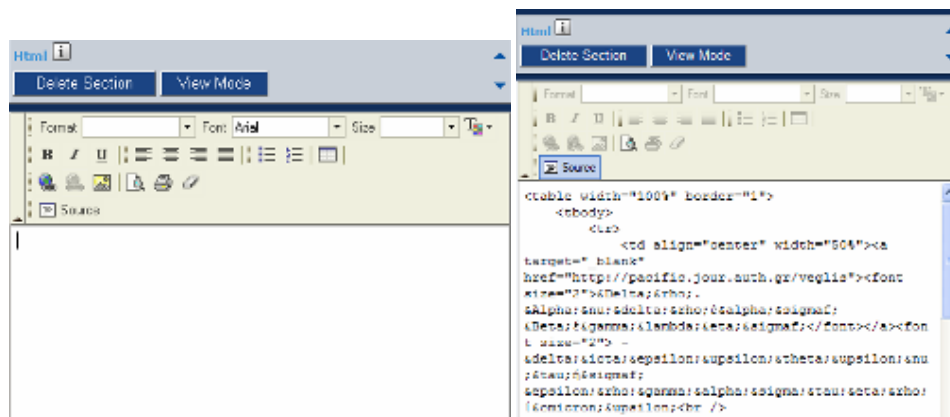 Html i
Delete Section View Mode
Format Font Arial Size
B I U
Source
Html i
Delete Section View Mode
Format Font Size
B I U
Source
<table width="100%" border="1">
<tbody>
<tr>
<td align="center" width="50%"><a
target="_blank"
href="http://pacific.jour.auth.gr/veglis"><font
size="2">&Delta;&rho;.
&Alpha;&nu;&delta;&rho;έ&alpha;&sigmaf;
&Beta;έ&gamma;&lambda;&eta;&sigmaf;</font></a><fon
t size="2"> -
&delta;&iota;&epsilon;&upsilon;&theta;&upsilon;&nu
;&tau;ή&sigmaf;
&epsilon;&rho;&gamma;&alpha;&sigma;&tau;&eta;&rho;
ί&omicron;&upsilon;<br />